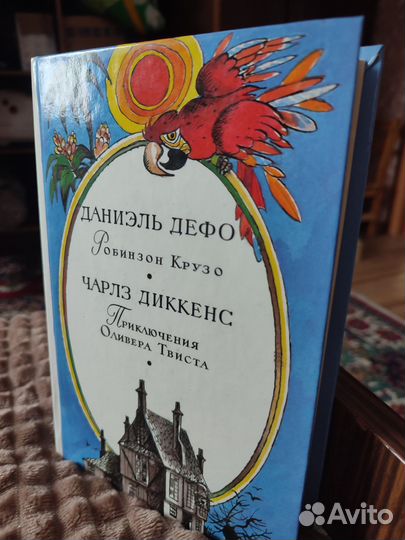 ДАНИЭЛЬ ДЕФО
РОБИНЗОН КРУЗО
•
ЧАРЛЗ ДИККЕНС
ПРИКЛЮЧЕНИЯ
ОЛИВЕРА ТВИСТА
•
Avito